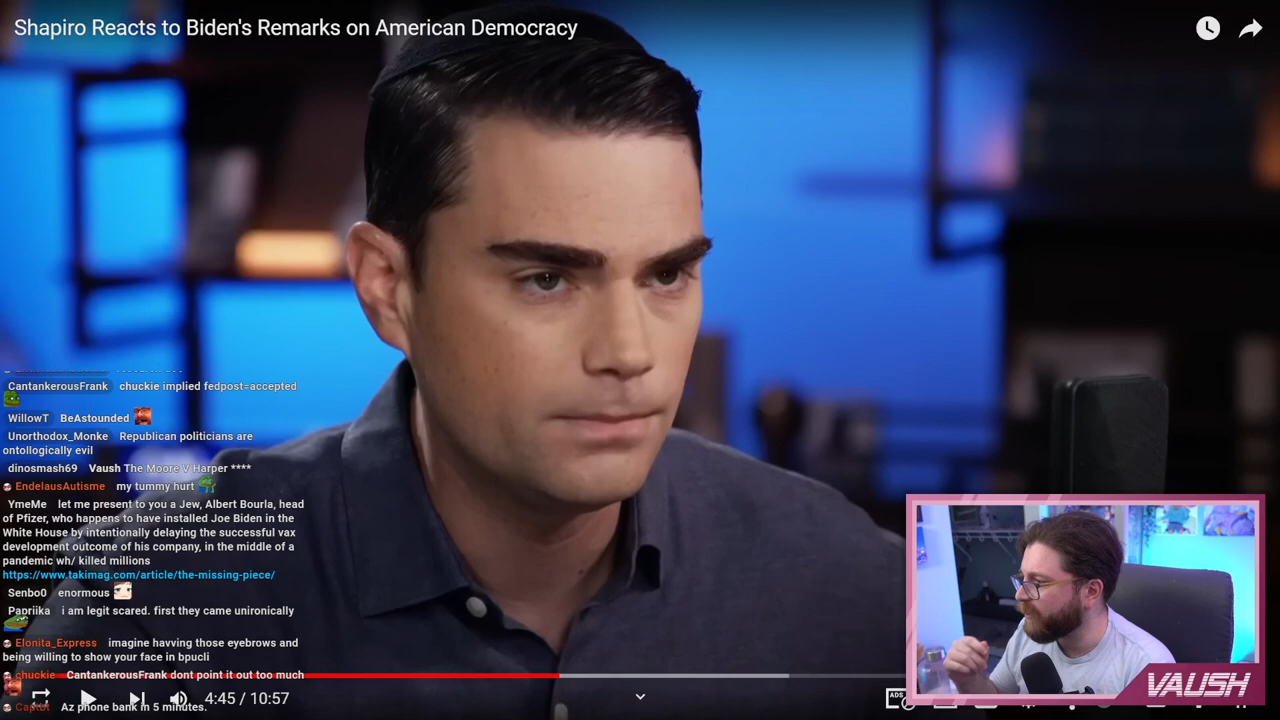 Shapiro Reacts to Biden's Remarks on American Democracy
CantankerousFrank chuckie implied fedpost=accepted
WillowT BeAstounded
Unorthodox_Monke Republican politicians are
ontologically evil
dinosmash69 Vaush The Moore V Harper ****
EndelausAutisme my tummy hurt
YmeMe let me present to you a Jew, Albert Bourla, head
of Pfizer, who happens to have installed Joe Biden in the
White House by intentionally delaying the successful vax
development outcome of his company, in the middle of a
pandemic wh/ killed millions
https://www.takimag.com/article/the-missing-piece/
Senbo0 enormous
Papriika i am legit scared. first they came unironically
Elonita_Express imagine havving those eyebrows and
being willing to show your face in bpucli
chuckie CantankerousFrank dont point it out too much
4:45 / 10:57
ADS
Captbt Az phone bank in 5 minutes.
VAUSH